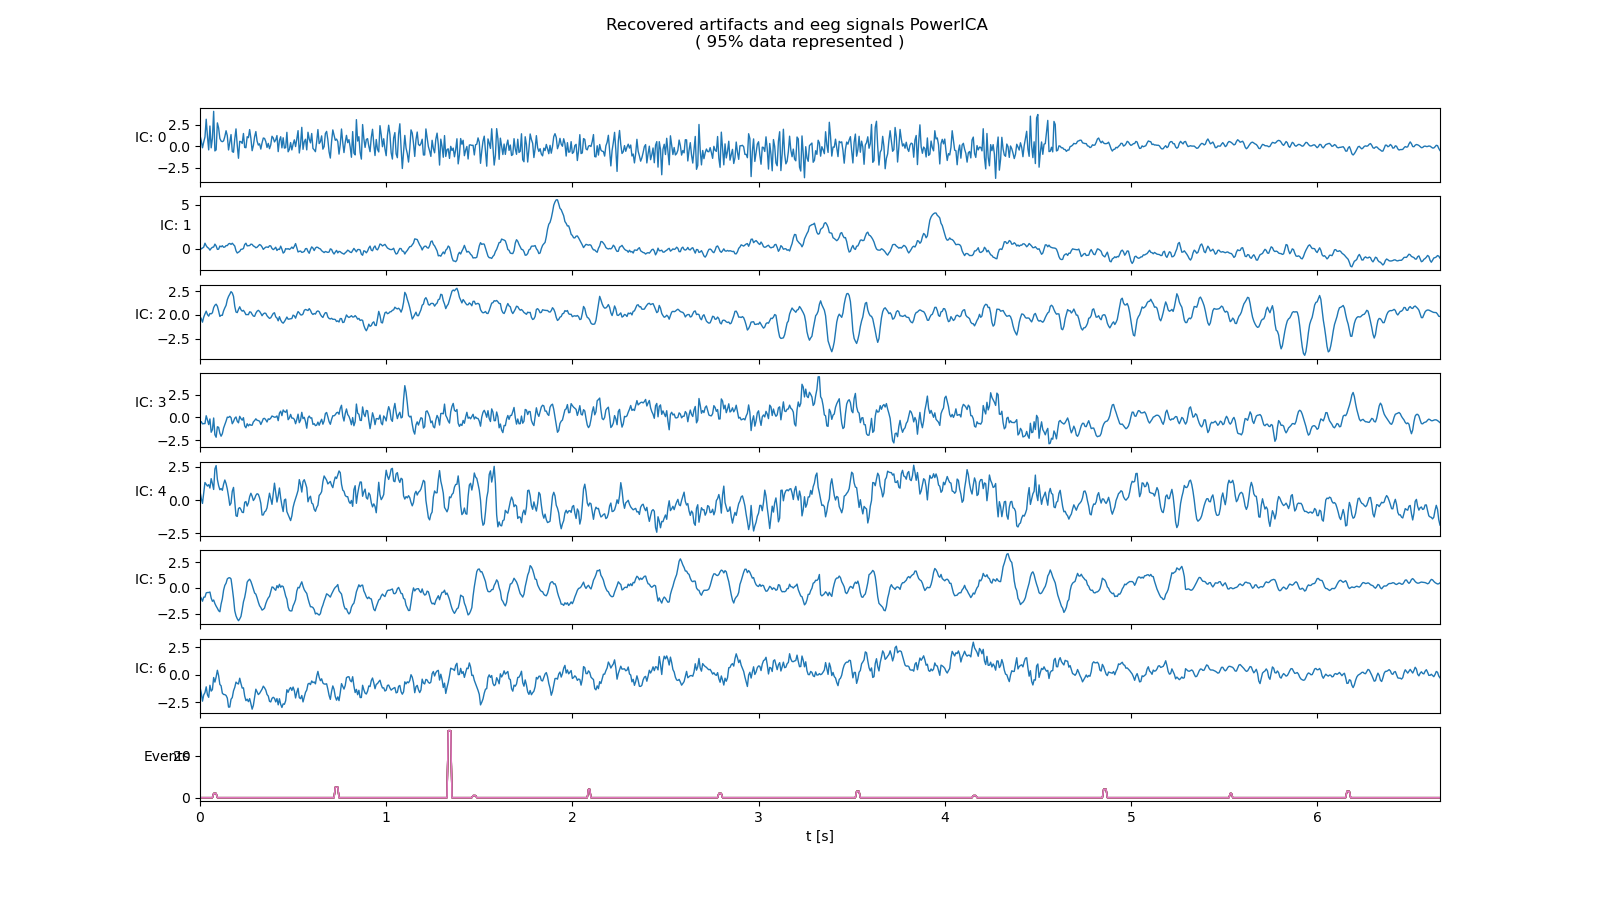 Recovered artifacts and eeg signals PowerICA
( 95% data represented )
IC: 0
2.5
0.0
−2.5
IC: 1
5
0
IC: 2
2.5
0.0
−2.5
IC: 3
2.5
0.0
−2.5
IC: 4
2.5
0.0
−2.5
IC: 5
2.5
0.0
−2.5
IC: 6
2.5
0.0
−2.5
Events
20
0
0 1 2 3 4 5 6
t [s]